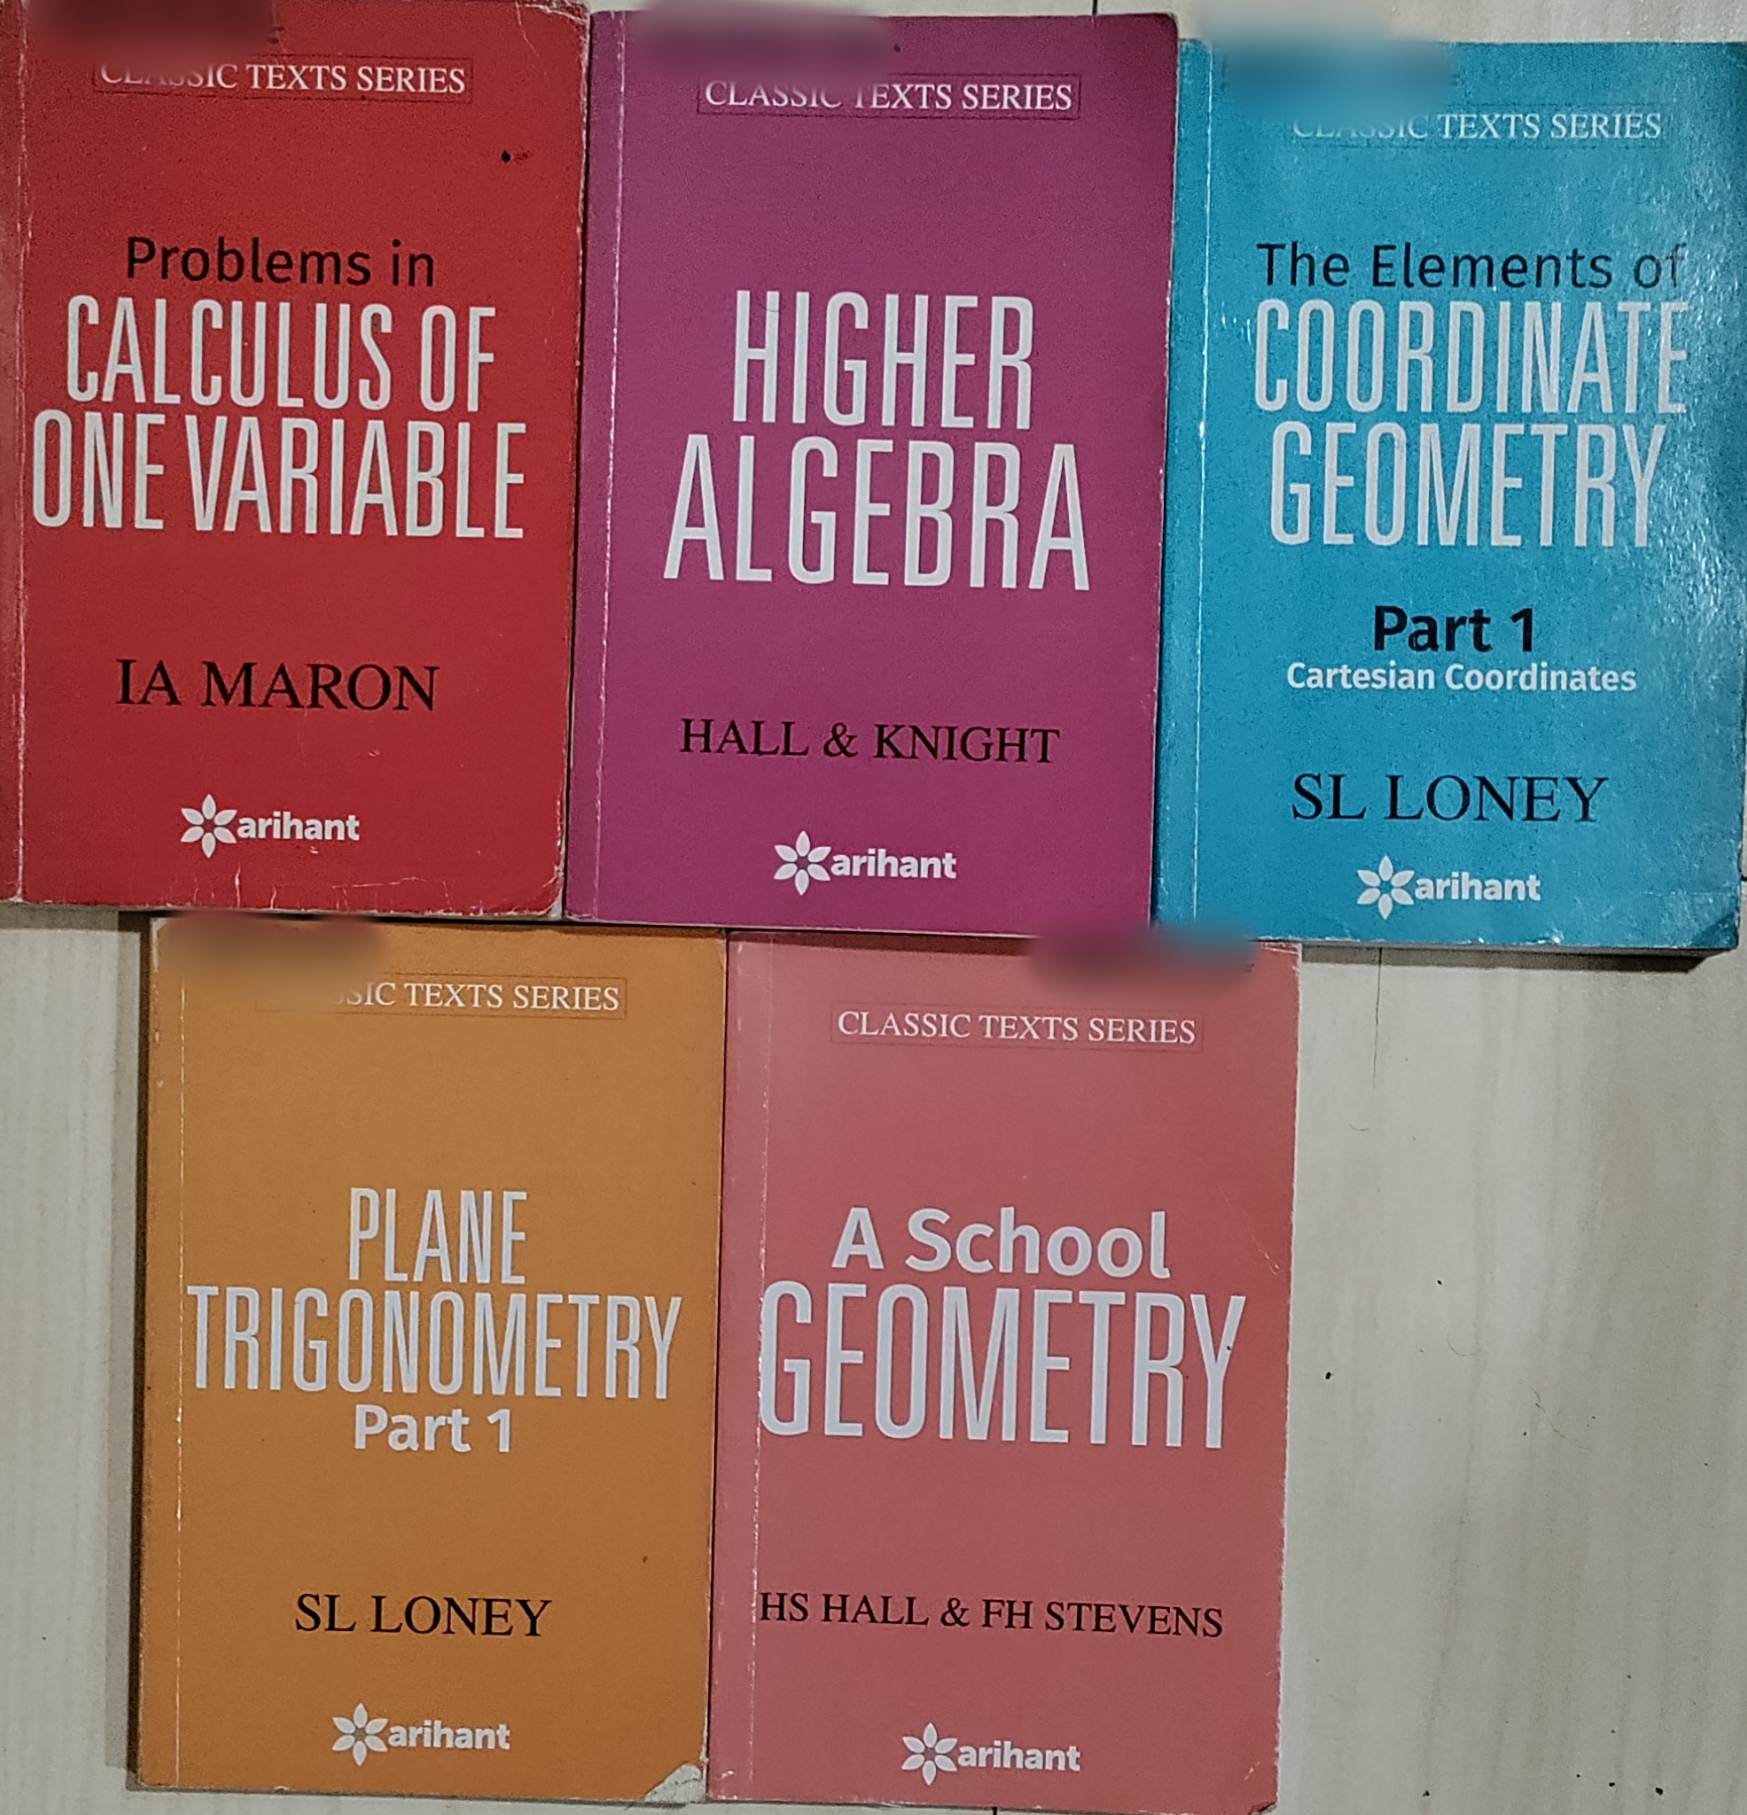 CLASSIC TEXTS SERIES
Problems in
CALCULUS OF
ONE VARIABLE
IA MARON
arihant
CLASSIC TEXTS SERIES
HIGHER
ALGEBRA
HALL & KNIGHT
arihant
CLASSIC TEXTS SERIES
The Elements of
COORDINATE
GEOMETRY
Part 1
Cartesian Coordinates
SL LONEY
arihant
CLASSIC TEXTS SERIES
PLANE
TRIGONOMETRY
Part 1
SL LONEY
arihant
CLASSIC TEXTS SERIES
A School
GEOMETRY
HS HALL & FH STEVENS
arihant